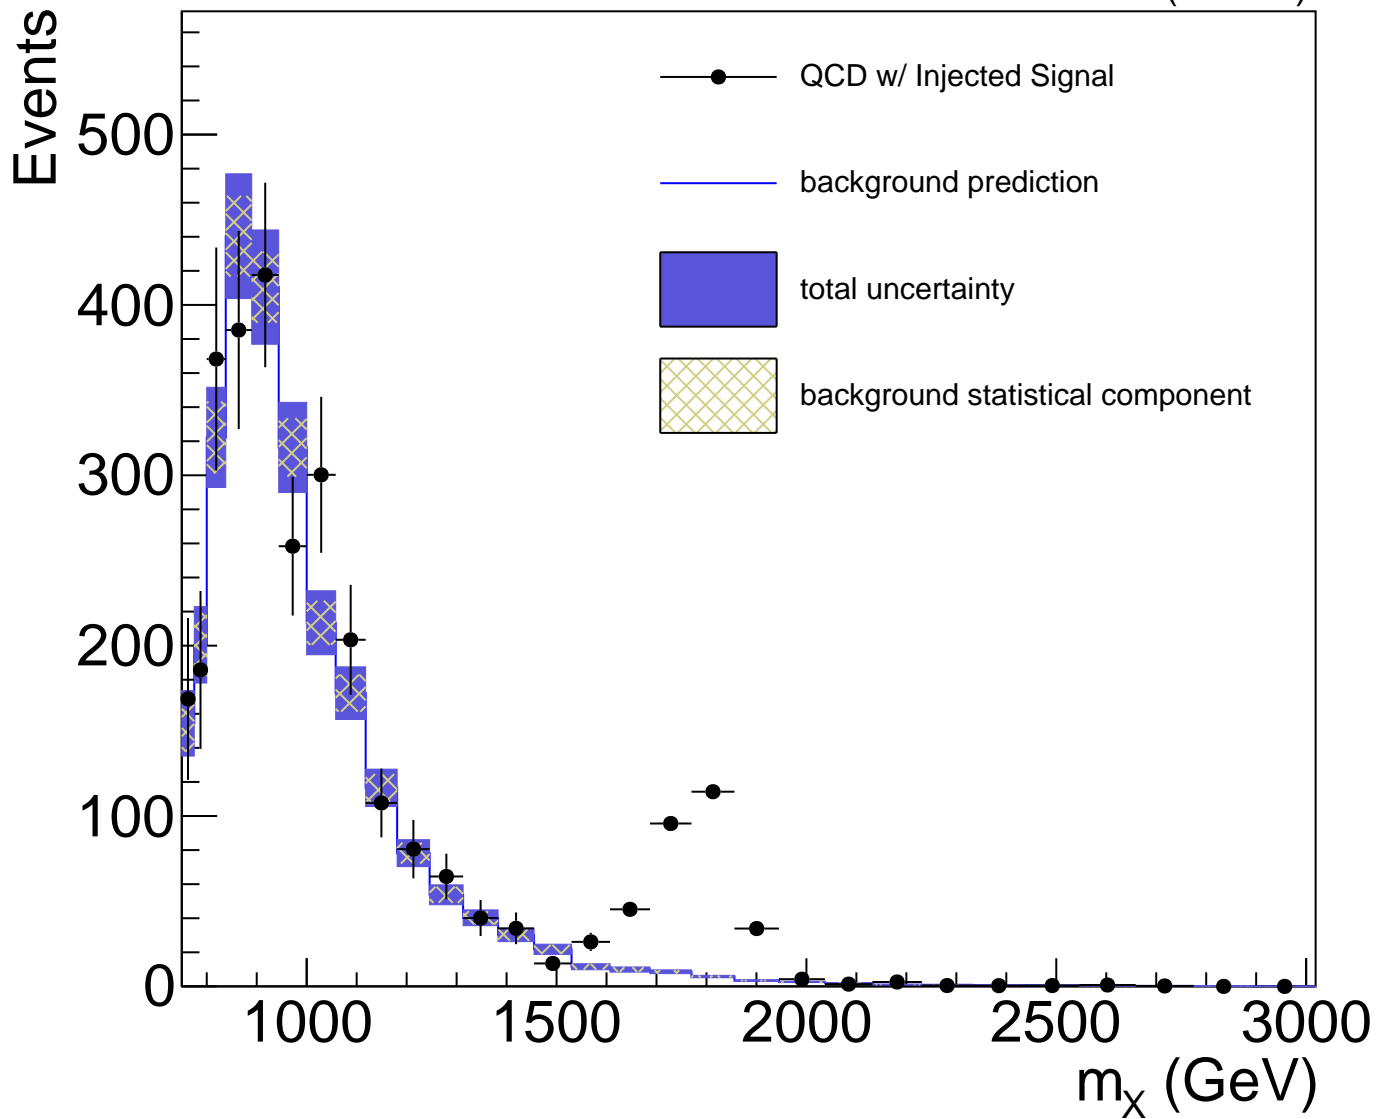 Events
QCD w/ Injected Signal
background prediction
total uncertainty
background statistical component
500
400
300
200
100
0
1000 1500 2000 2500 3000
m_X (GeV)